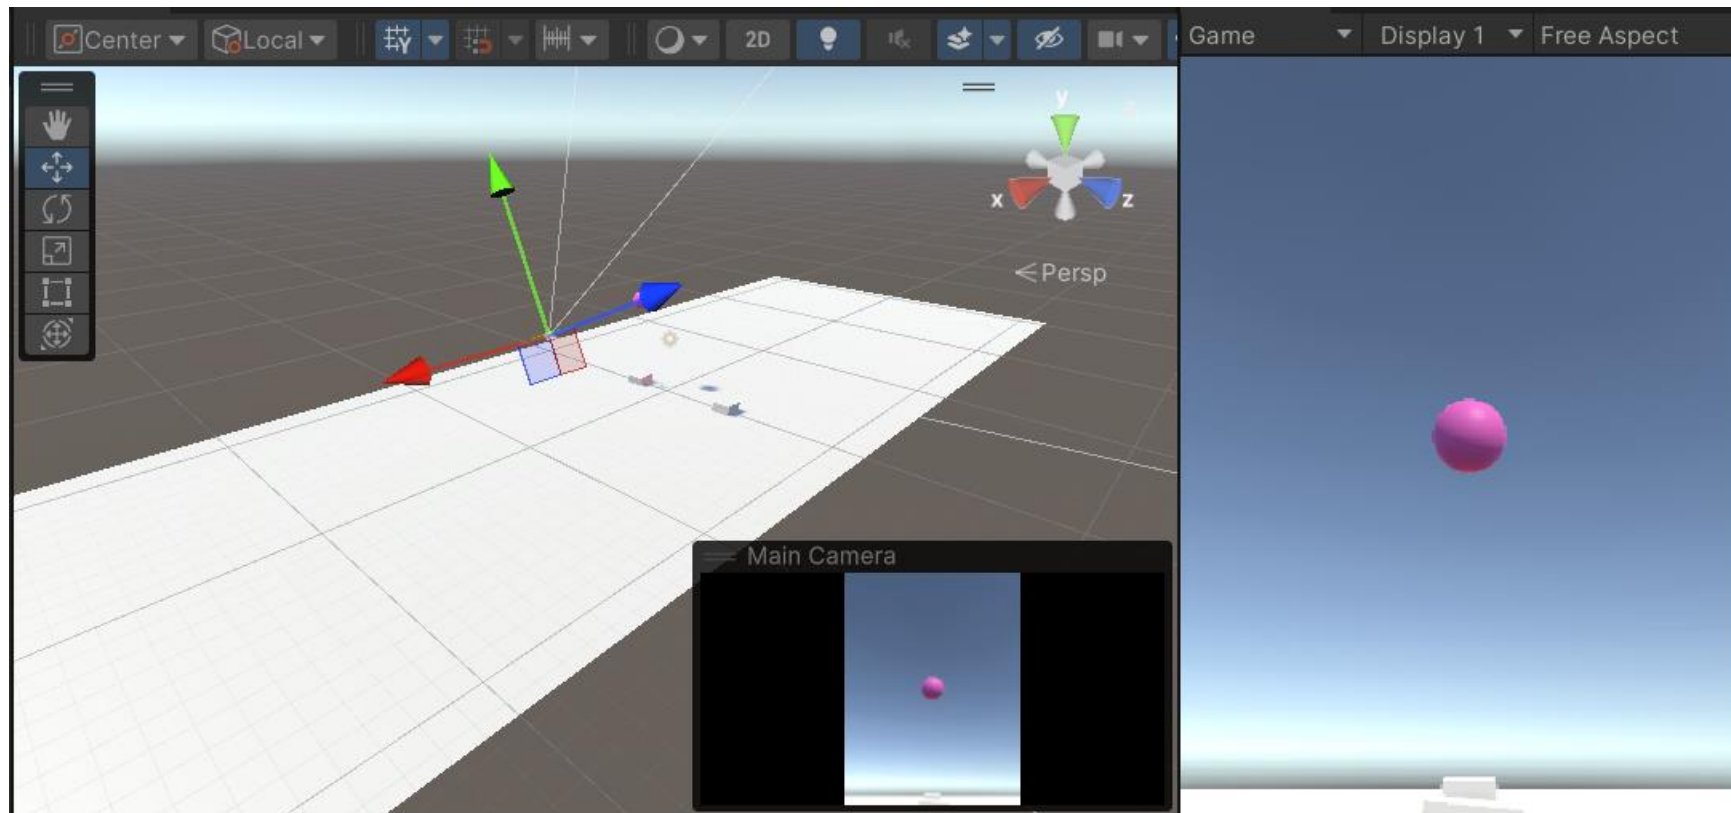 Center Local 2D
Game Display 1 Free Aspect
y
x z
Persp
Main Camera